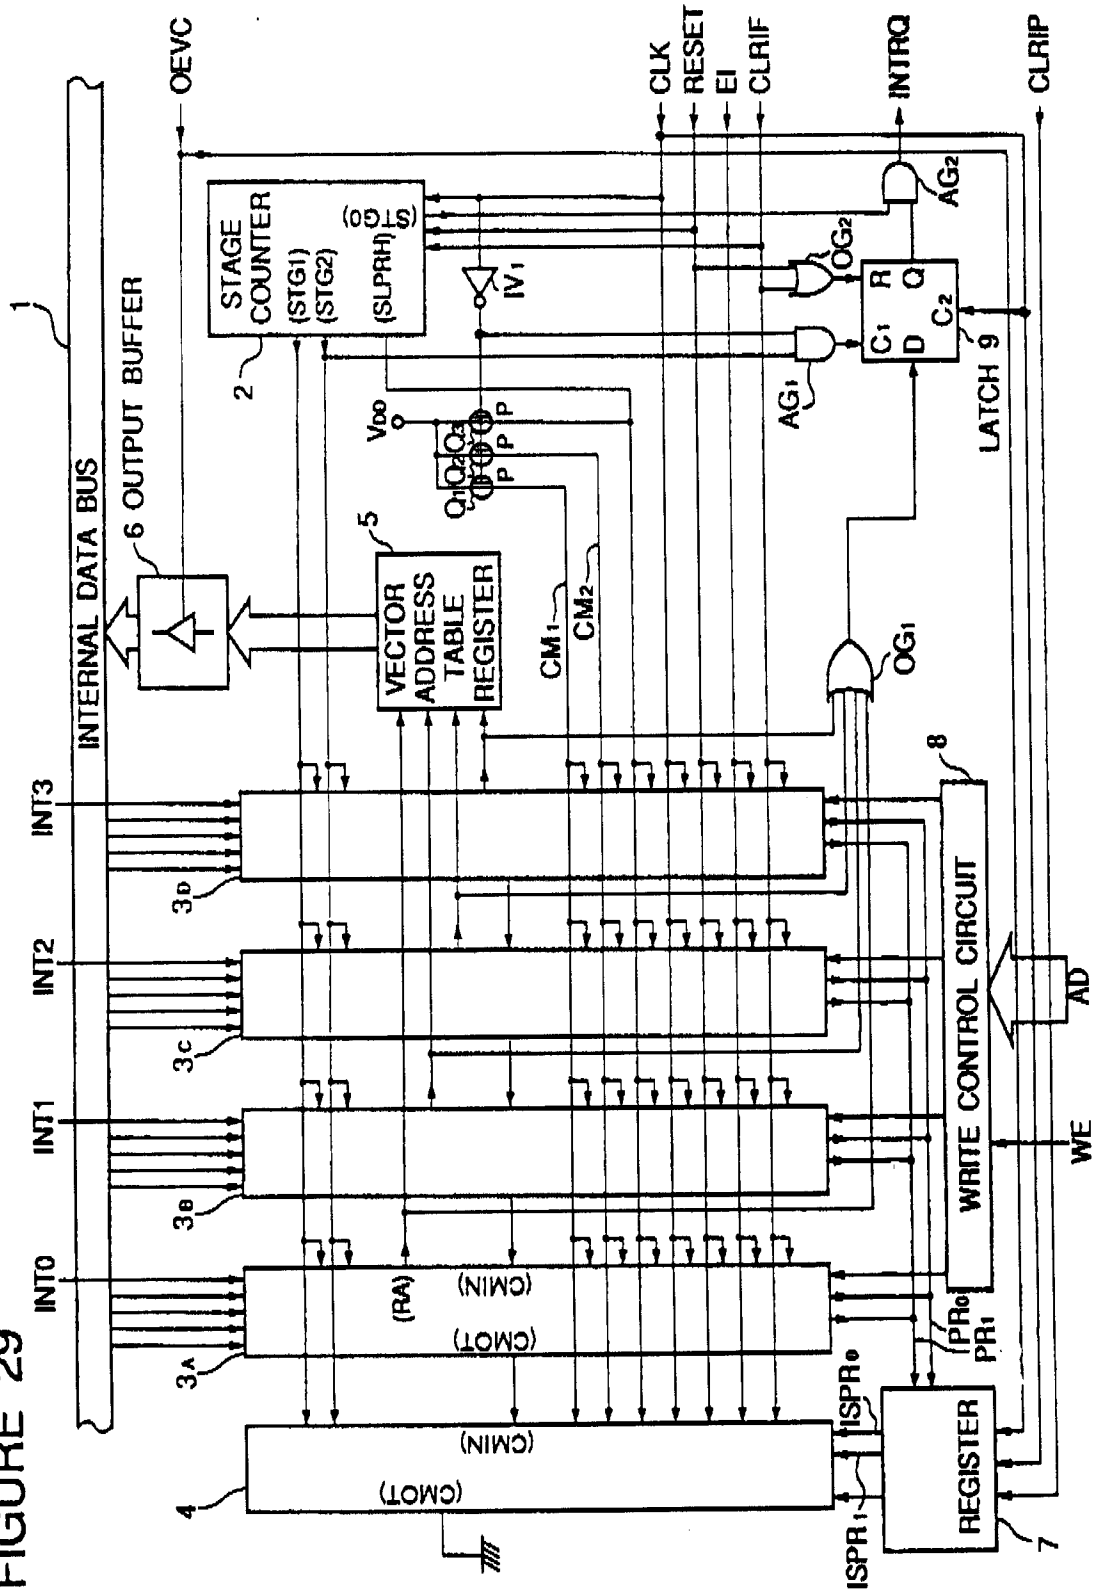 FIGURE 29
1
INTERNAL DATA BUS
6 OUTPUT BUFFER
OEVC
INT0
INT1
INT2
INT3
2
STAGE
COUNTER
(STG1)
(STG2)
(STG0)
(SLPRH)
IV1
VDD
Q1
Q2
Q3
P
P
P
5
VECTOR
ADDRESS
TABLE
REGISTER
CM1
CM2
CLK
RESET
EI
CLRIF
INTRQ
CLRIP
3A
3B
3C
3D
(RA)
(CMIN)
(CMOT)
4
(CMIN)
(CMOT)
OG1
AG1
OG2
AG2
C1
R
D
Q
C2
LATCH 9
8
WRITE CONTROL CIRCUIT
WE
AD
IPR0
PR1
ISPR0
ISPR1
REGISTER
7